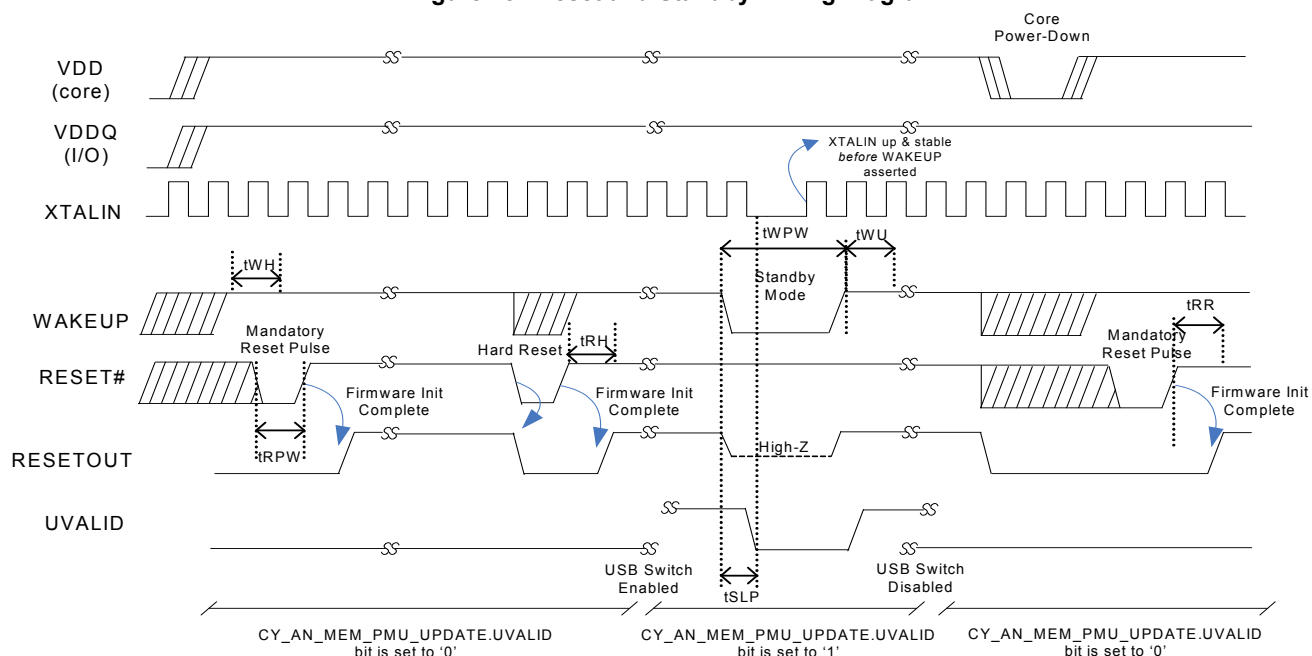 Core
Power-Down
VDD
(core)
VDDQ
(I/O)
XTALIN up & stable
before WAKEUP
asserted
XTALIN
tWPW
tWU
tWH
Standby
Mode
WAKEUP
tRR
Mandatory
Reset Pulse
Hard Reset
tRH
Mandatory
Reset Pulse
RESET#
Firmware Init
Complete
Firmware Init
Complete
Firmware Init
Complete
tRPW
High-Z
RESETOUT
UVALID
USB Switch
Enabled
USB Switch
Disabled
tSLP
CY_AN_MEM_PMU_UPDATE.UVALID
bit is set to '0'
CY_AN_MEM_PMU_UPDATE.UVALID
bit is set to '1'
CY_AN_MEM_PMU_UPDATE.UVALID
bit is set to '0'